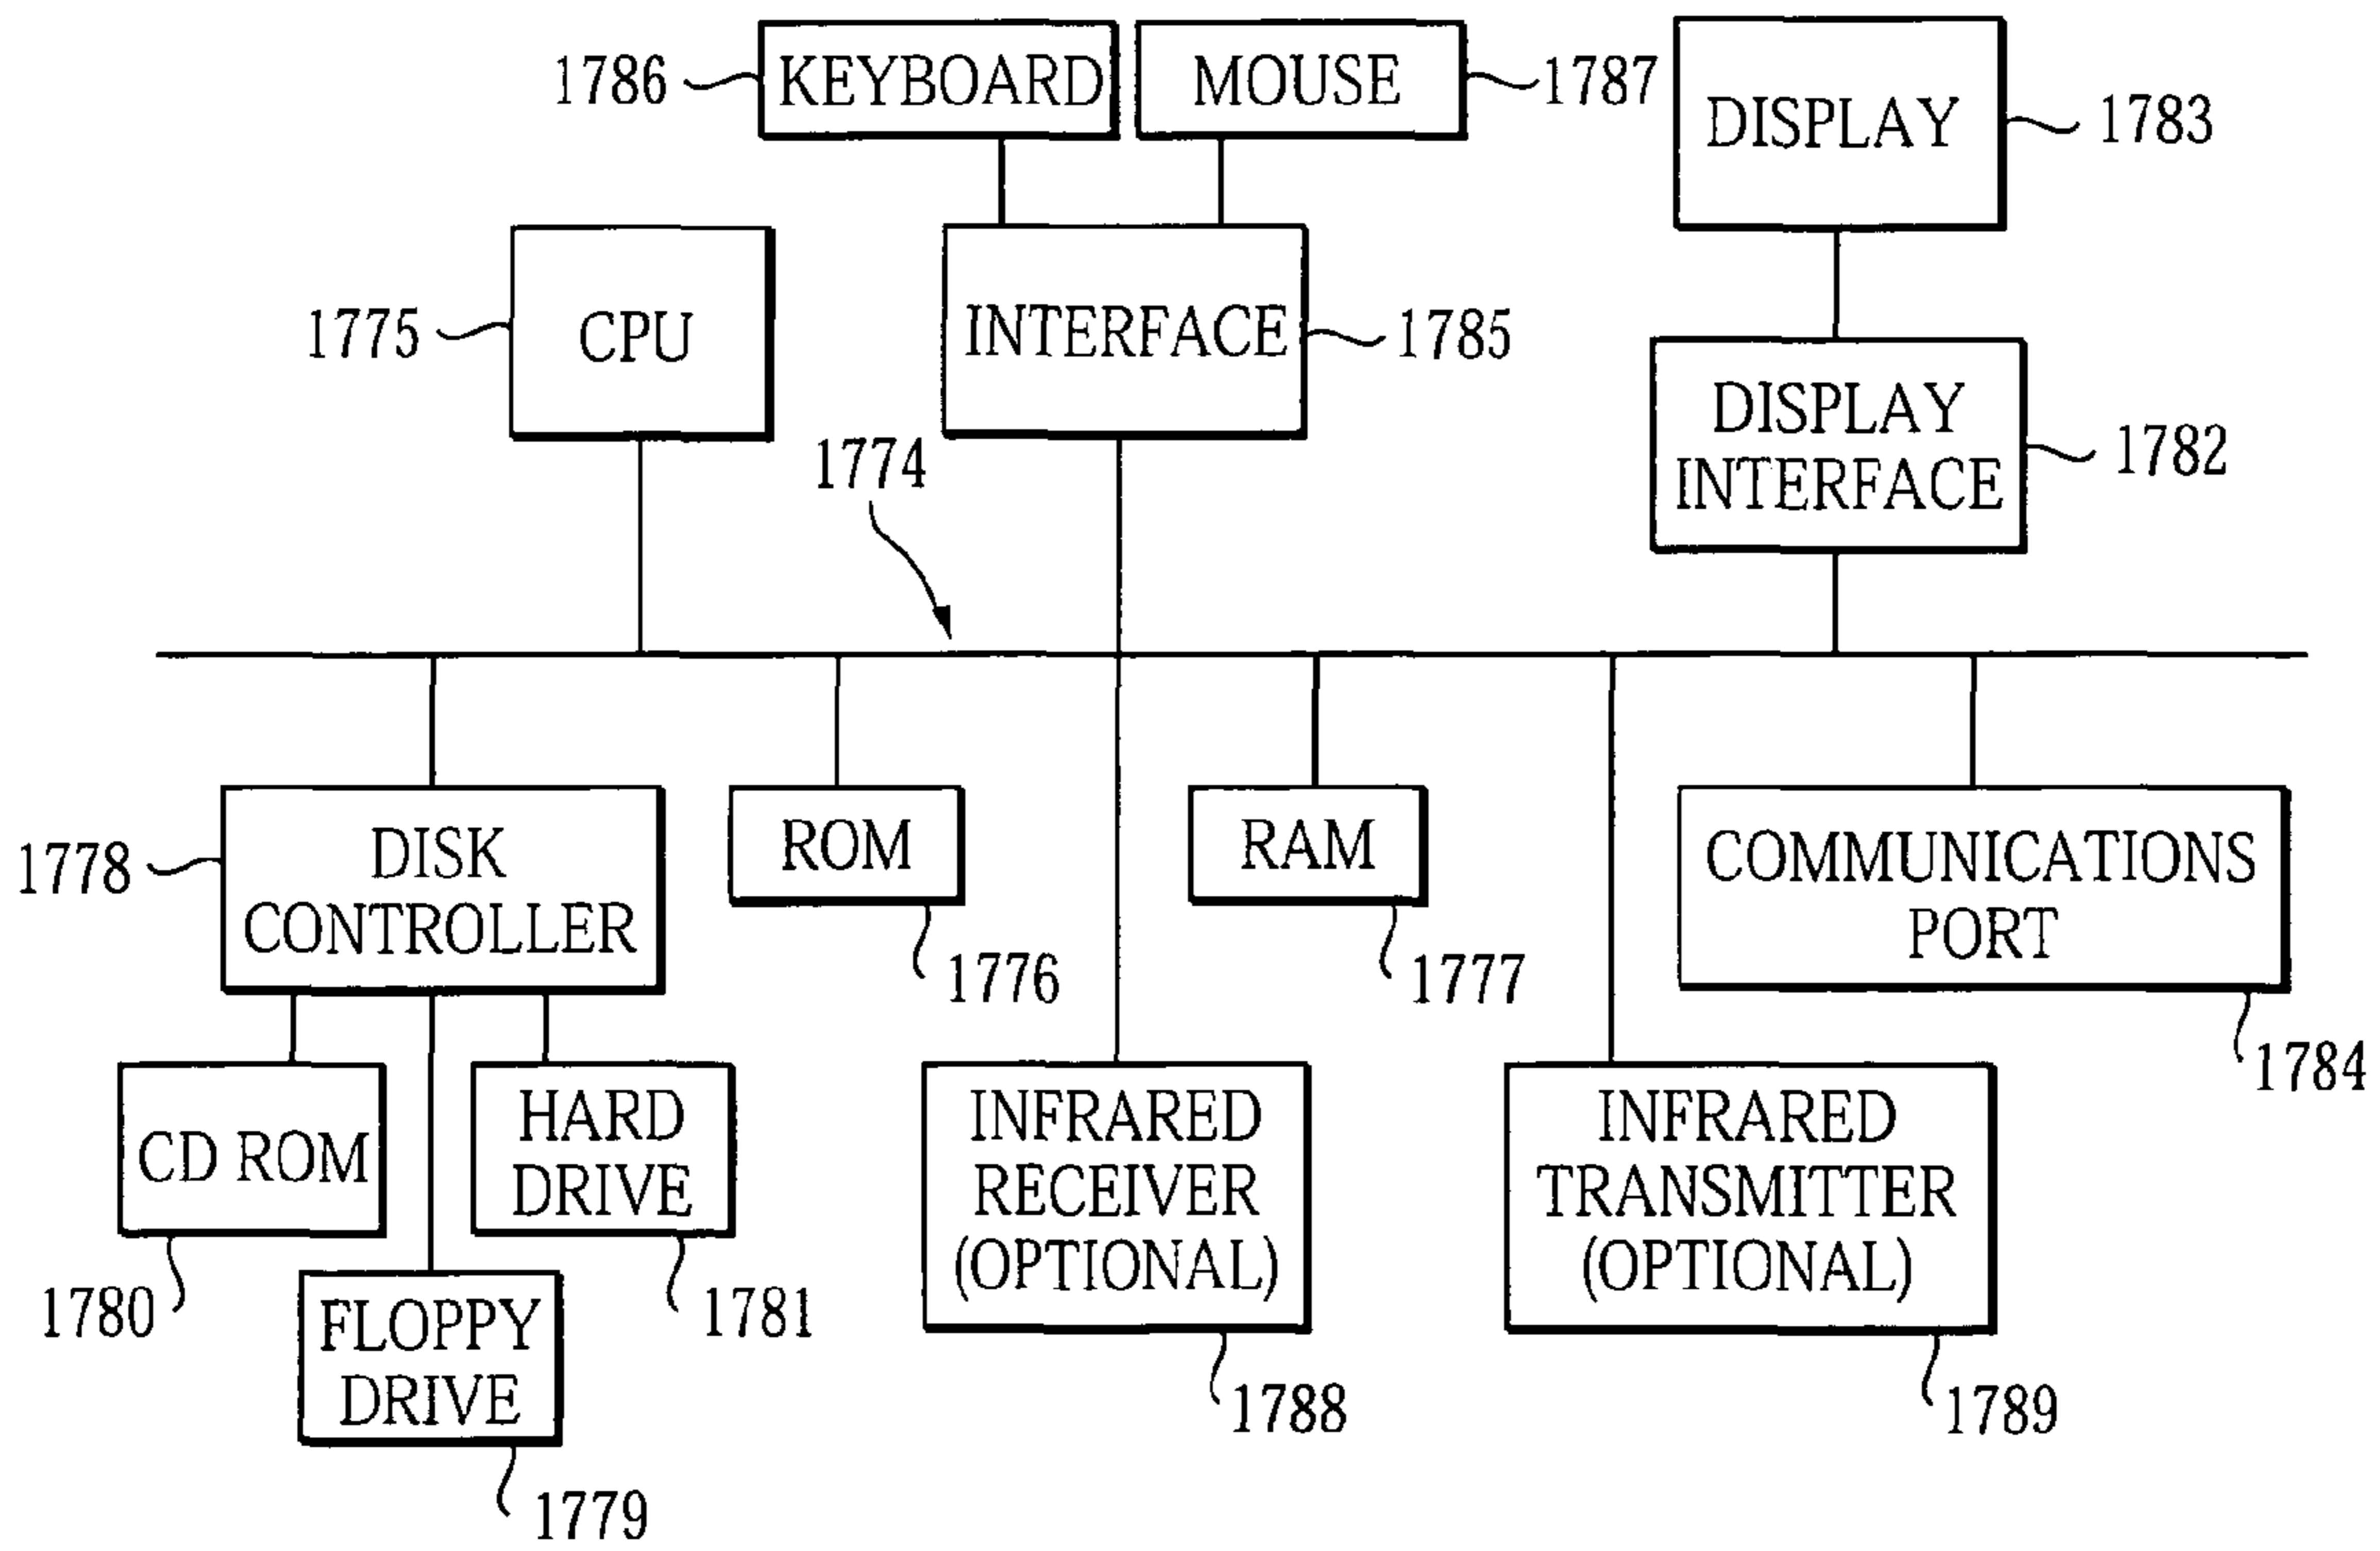 1786
KEYBOARD
MOUSE
1787
DISPLAY
1783
1775
CPU
INTERFACE
1785
DISPLAY
INTERFACE
1782
1774
1778
DISK
CONTROLLER
ROM
1776
RAM
1777
COMMUNICATIONS
PORT
1784
CD ROM
1780
HARD
DRIVE
1781
FLOPPY
DRIVE
1779
INFRARED
RECEIVER
(OPTIONAL)
1788
INFRARED
TRANSMITTER
(OPTIONAL)
1789